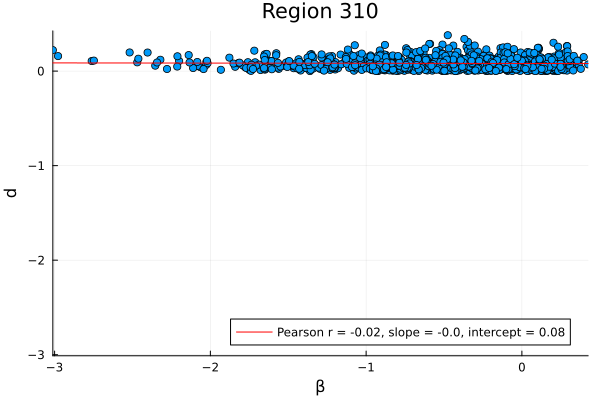 Region 310
0
−1
−2
−3
d
Pearson r = -0.02, slope = -0.0, intercept = 0.08
−3
−2
−1
0
β